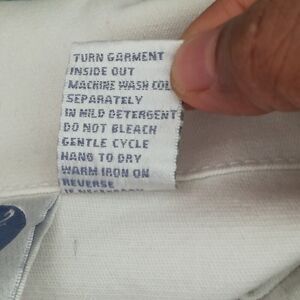 TURN GARMENT
INSIDE OUT
MACHINE WASH COL
SEPARATELY
IN MILD DETERGENT
DO NOT BLEACH
GENTLE CYCLE
HANG TO DRY
WARM IRON ON
REVERSE